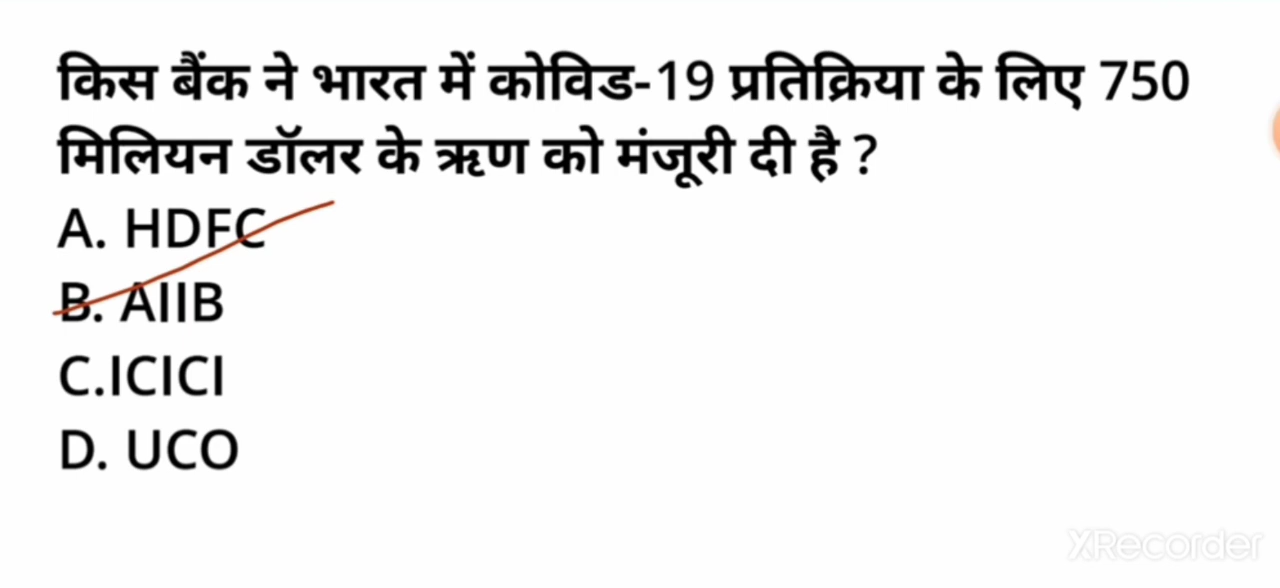 किस बैंक ने भारत में कोविड-19 प्रतिक्रिया के लिए 750
मिलियन डॉलर के ऋण को मंजूरी दी है ?
A. HDFC
B. AIIB
C.ICICI
D. UCO
XRecorder